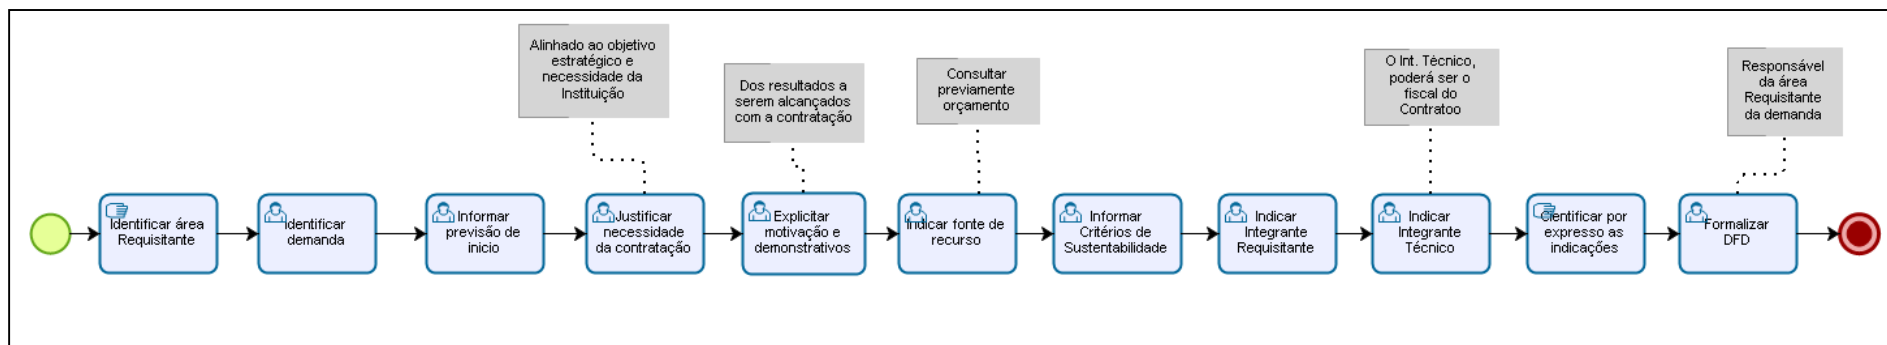 Alinhado ao objetivo
estratégico e
necessidade da
Instituição
Dos resultados a
serem alcançados
com a contratação
Consultar
previamente
orçamento
O Int. Técnico,
poderá ser o
fiscal do
Contratoo
Responsável
da área
Requisitante
da demanda
Identificar área
Requisitante
Identificar
demanda
Informar
previsão de
inicio
Justificar
necessidade
da contratação
Explicitar
motivação e
demonstrativos
Indicar fonte de
recurso
Informar
Critérios de
Sustentabilidade
Indicar
Integrante
Requisitante
Indicar
Integrante
Técnico
Cientificar por
expresso as
indicações
Formalizar
DFD